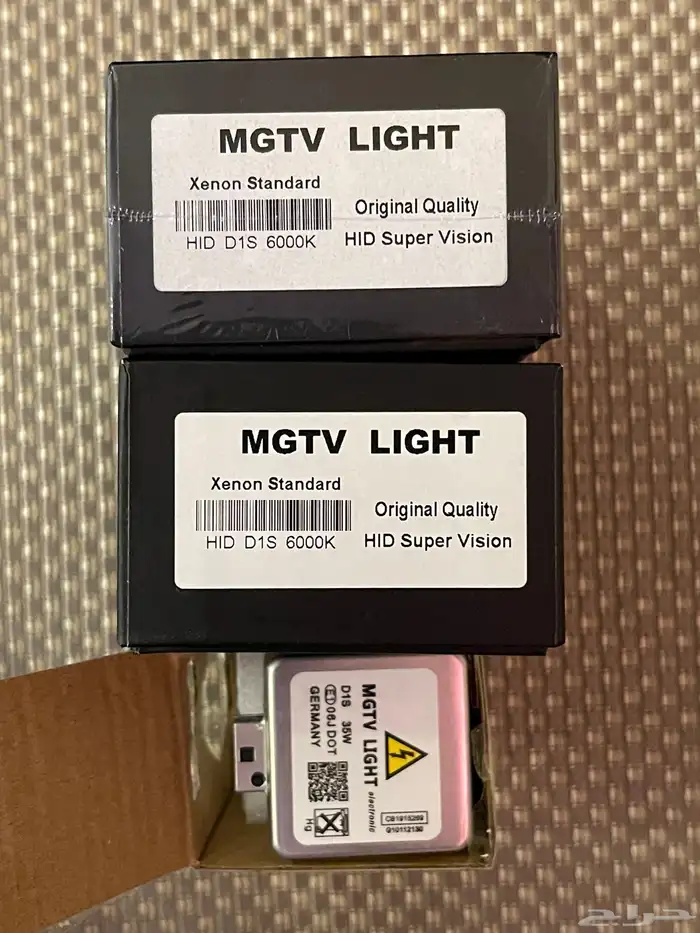 MGTV LIGHT
Xenon Standard
HID D1S 6000K
Original Quality
HID Super Vision
MGTV LIGHT
Xenon Standard
HID D1S 6000K
Original Quality
HID Super Vision
MGTV LIGHT electronic
D1S 35W
E1 06J DOT
GERMANY
Hg
حراج